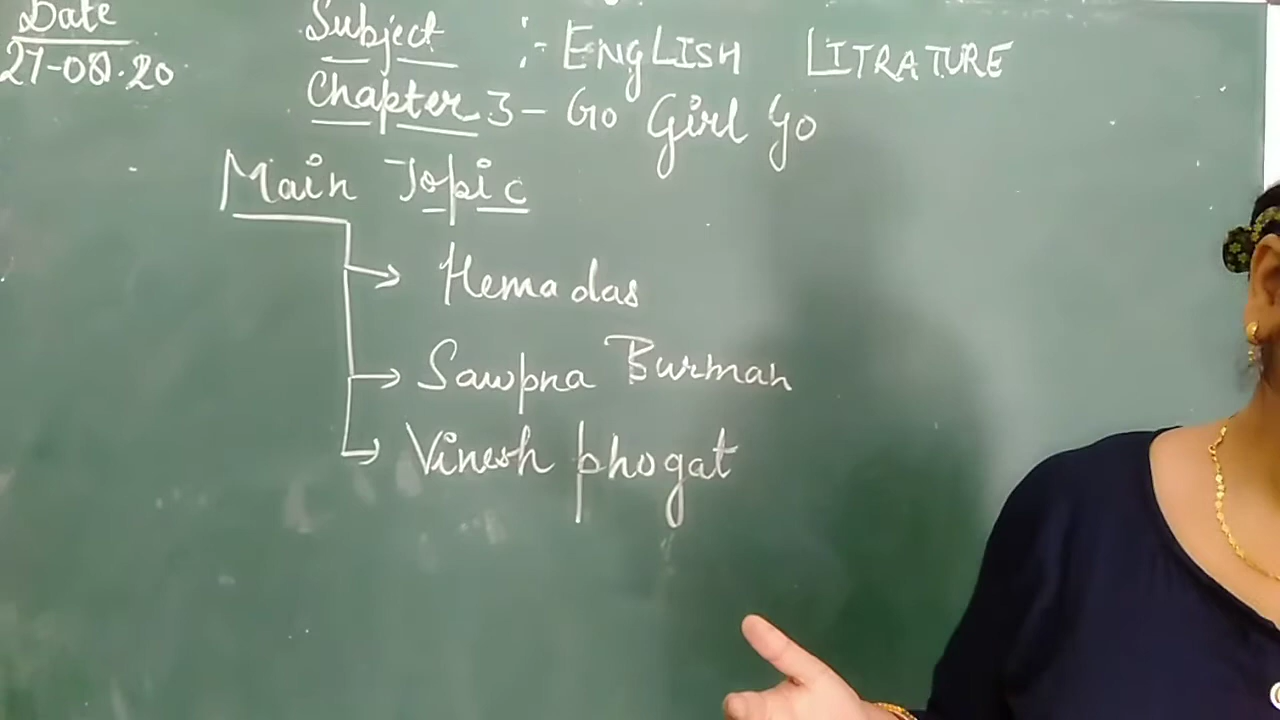 Date
27-08.20
Subject :- ENGLISH LITRATURE
Chapter 3 - Go Girl Go
Main Topic
Hema das
Sawpna Burman
Vinesh phogat